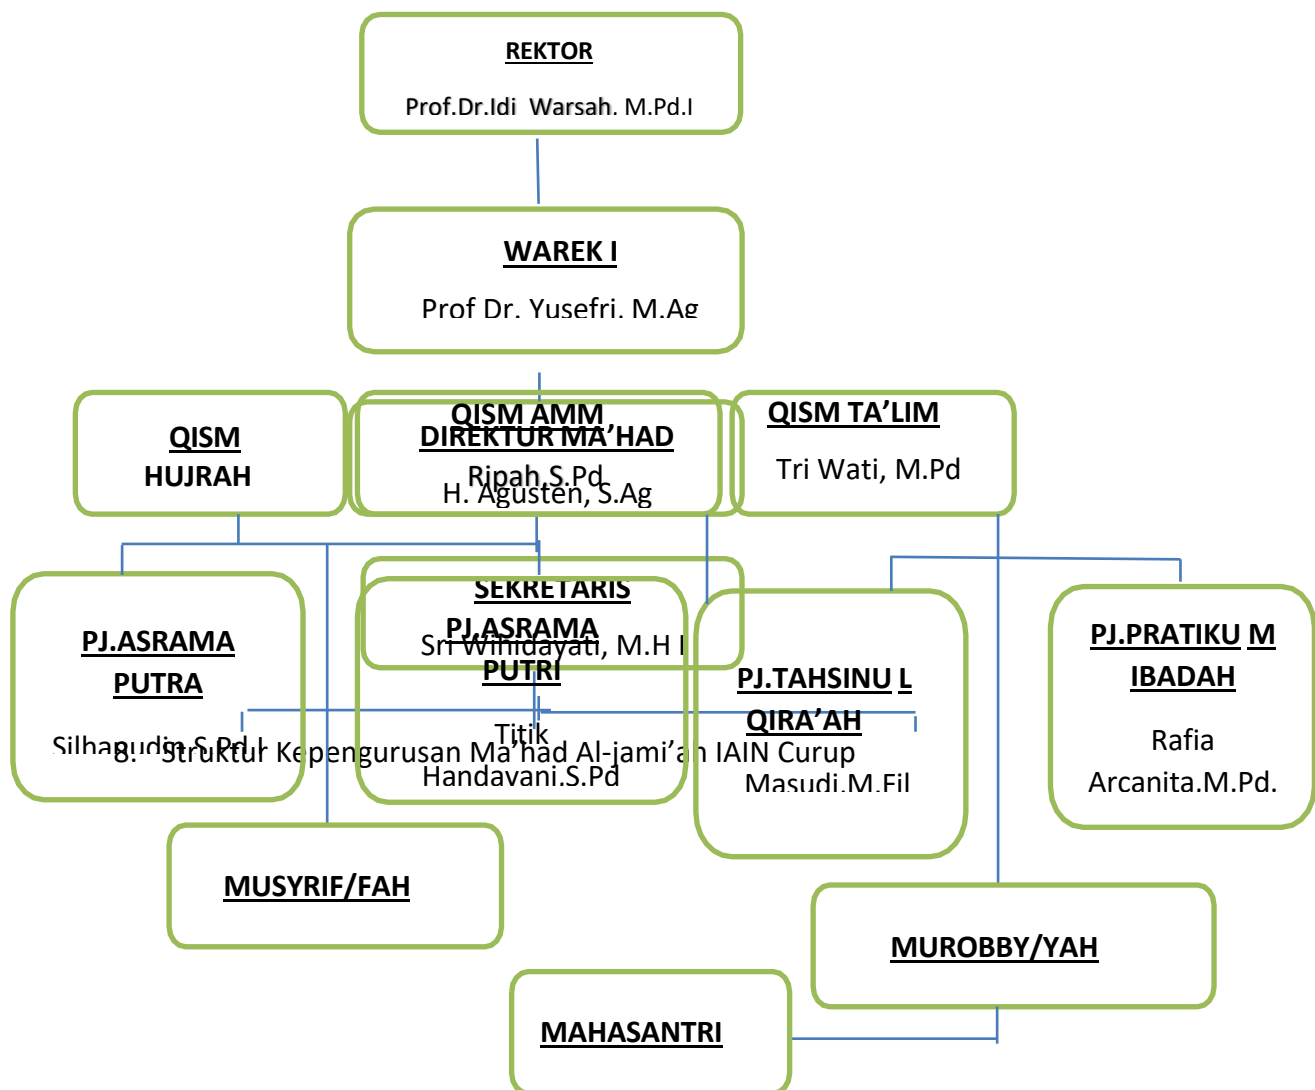 REKTOR
Prof.Dr.Idi Warsah. M.Pd.I
WAREK I
Prof Dr. Yusefri. M.Ag
QISM
HUJRAH
QISM AMM,
Ripah,S.Pd
DIREKTUR MA'HAD
H. Agusten, S.Ag
QISM TA’LIM
Tri Wati, M.Pd
SEKRETARIS
Sri Wihidayati, M.H I
PJ.ASRAMA
PUTRA
Silhanudin.S.Pd.I
PJ.ASRAMA
PUTRI
Titik
Handayani.S.Pd
PJ.TAHSINU L
QIRA’AH
Masudi.M.Fil
PJ.PRATIKU M
IBADAH
Rafia
Arcanita.M.Pd.
8. Struktur Kepengurusan Ma’had Al-jami’ah IAIN Curup
MUSYRIF/FAH
MUROBBY/YAH
MAHASANTRI